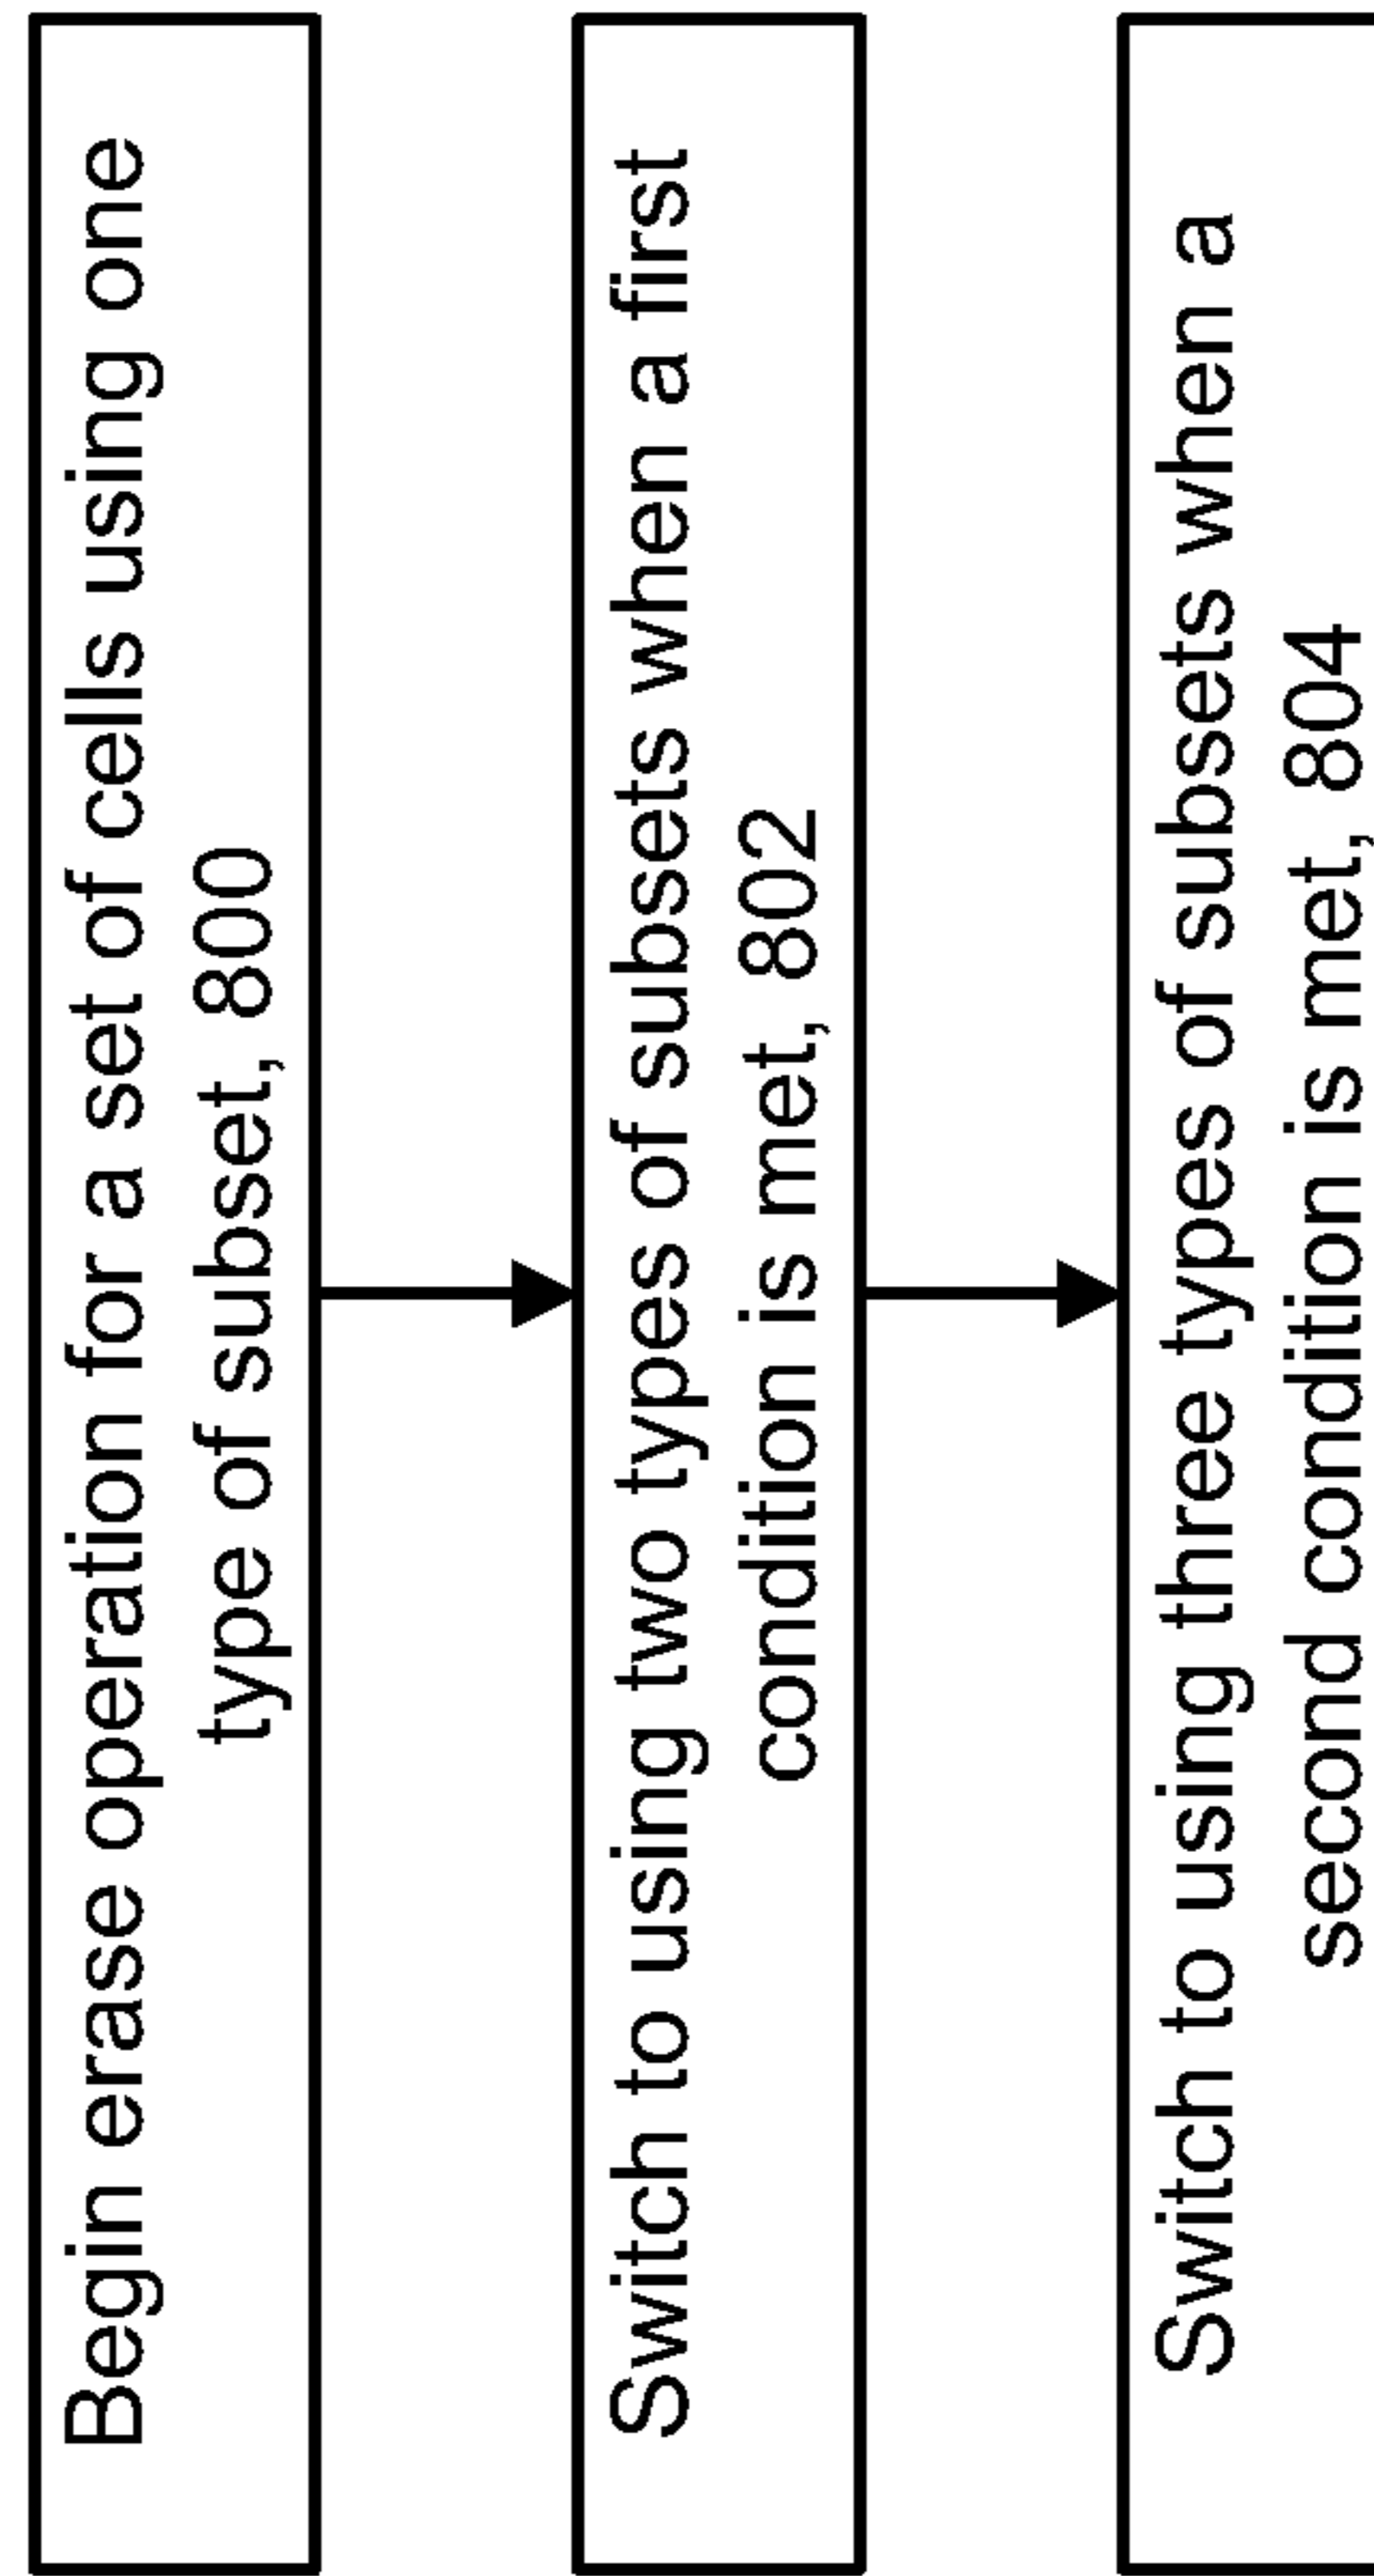 Begin erase operation for a set of cells using one
type of subset, 800
Switch to using two types of subsets when a first
condition is met, 802
Switch to using three types of subsets when a
second condition is met, 804